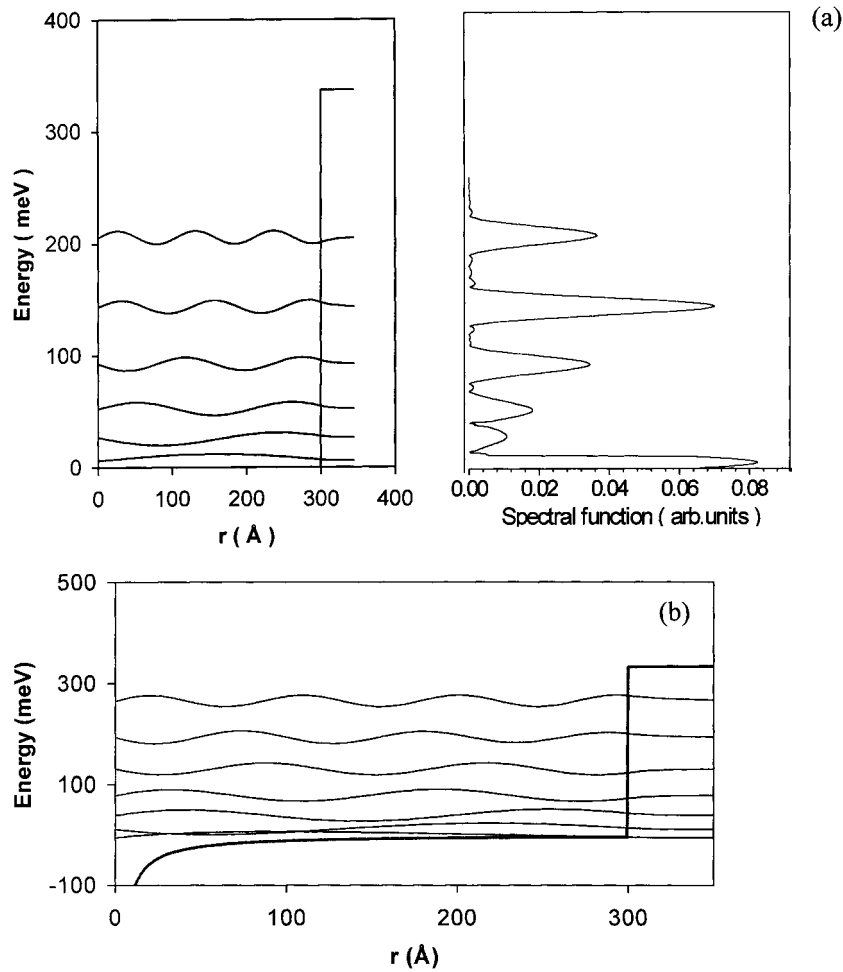 (a)
400
300
200
100
0
Energy ( meV)
0 100 200 300 400
r ( Å )
0.00 0.02 0.04 0.06 0.08
Spectral function ( arb.units )
(b)
500
300
100
-100
Energy (meV)
0 100 200 300
r (Å)